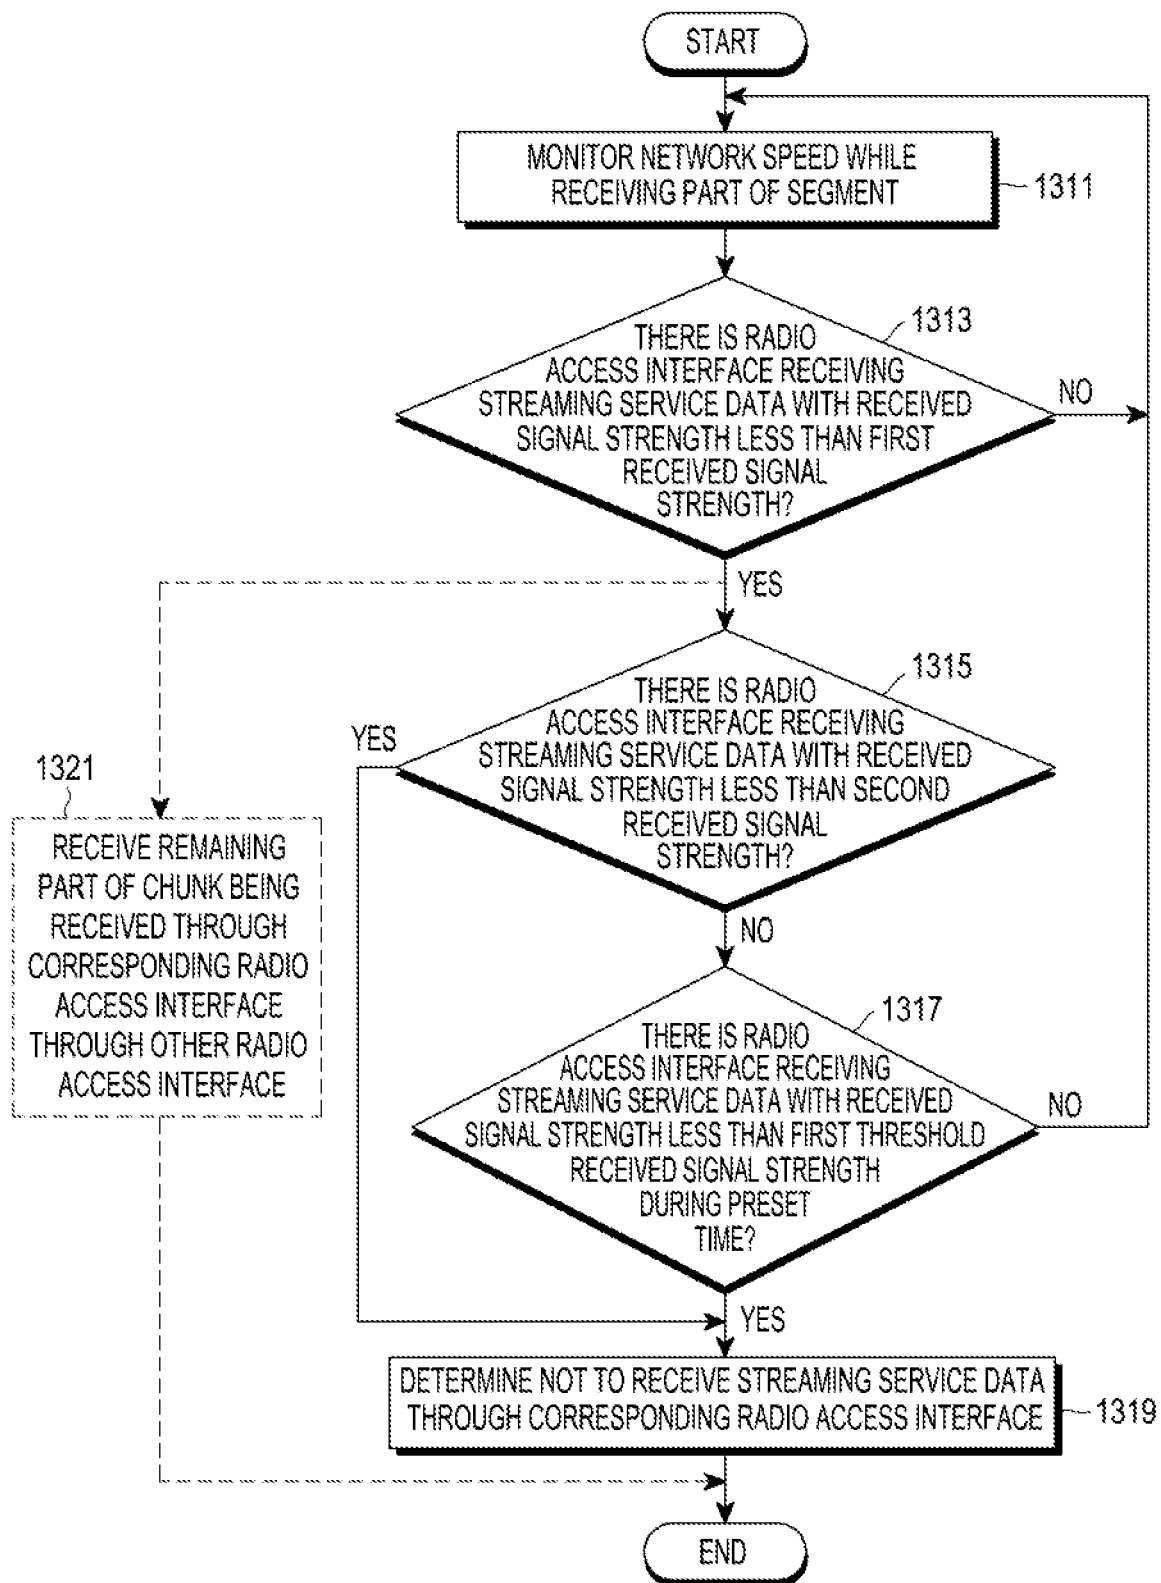 START
MONITOR NETWORK SPEED WHILE
RECEIVING PART OF SEGMENT
1311
1313
THERE IS RADIO
ACCESS INTERFACE RECEIVING
STREAMING SERVICE DATA WITH RECEIVED
SIGNAL STRENGTH LESS THAN FIRST
RECEIVED SIGNAL
STRENGTH?
NO
YES
1315
THERE IS RADIO
ACCESS INTERFACE RECEIVING
STREAMING SERVICE DATA WITH RECEIVED
SIGNAL STRENGTH LESS THAN SECOND
RECEIVED SIGNAL
STRENGTH?
YES
NO
1321
RECEIVE REMAINING
PART OF CHUNK BEING
RECEIVED THROUGH
CORRESPONDING RADIO
ACCESS INTERFACE
THROUGH OTHER RADIO
ACCESS INTERFACE
1317
THERE IS RADIO
ACCESS INTERFACE RECEIVING
STREAMING SERVICE DATA WITH RECEIVED
SIGNAL STRENGTH LESS THAN FIRST THRESHOLD
RECEIVED SIGNAL STRENGTH
DURING PRESET
TIME?
NO
YES
DETERMINE NOT TO RECEIVE STREAMING SERVICE DATA
THROUGH CORRESPONDING RADIO ACCESS INTERFACE
1319
END